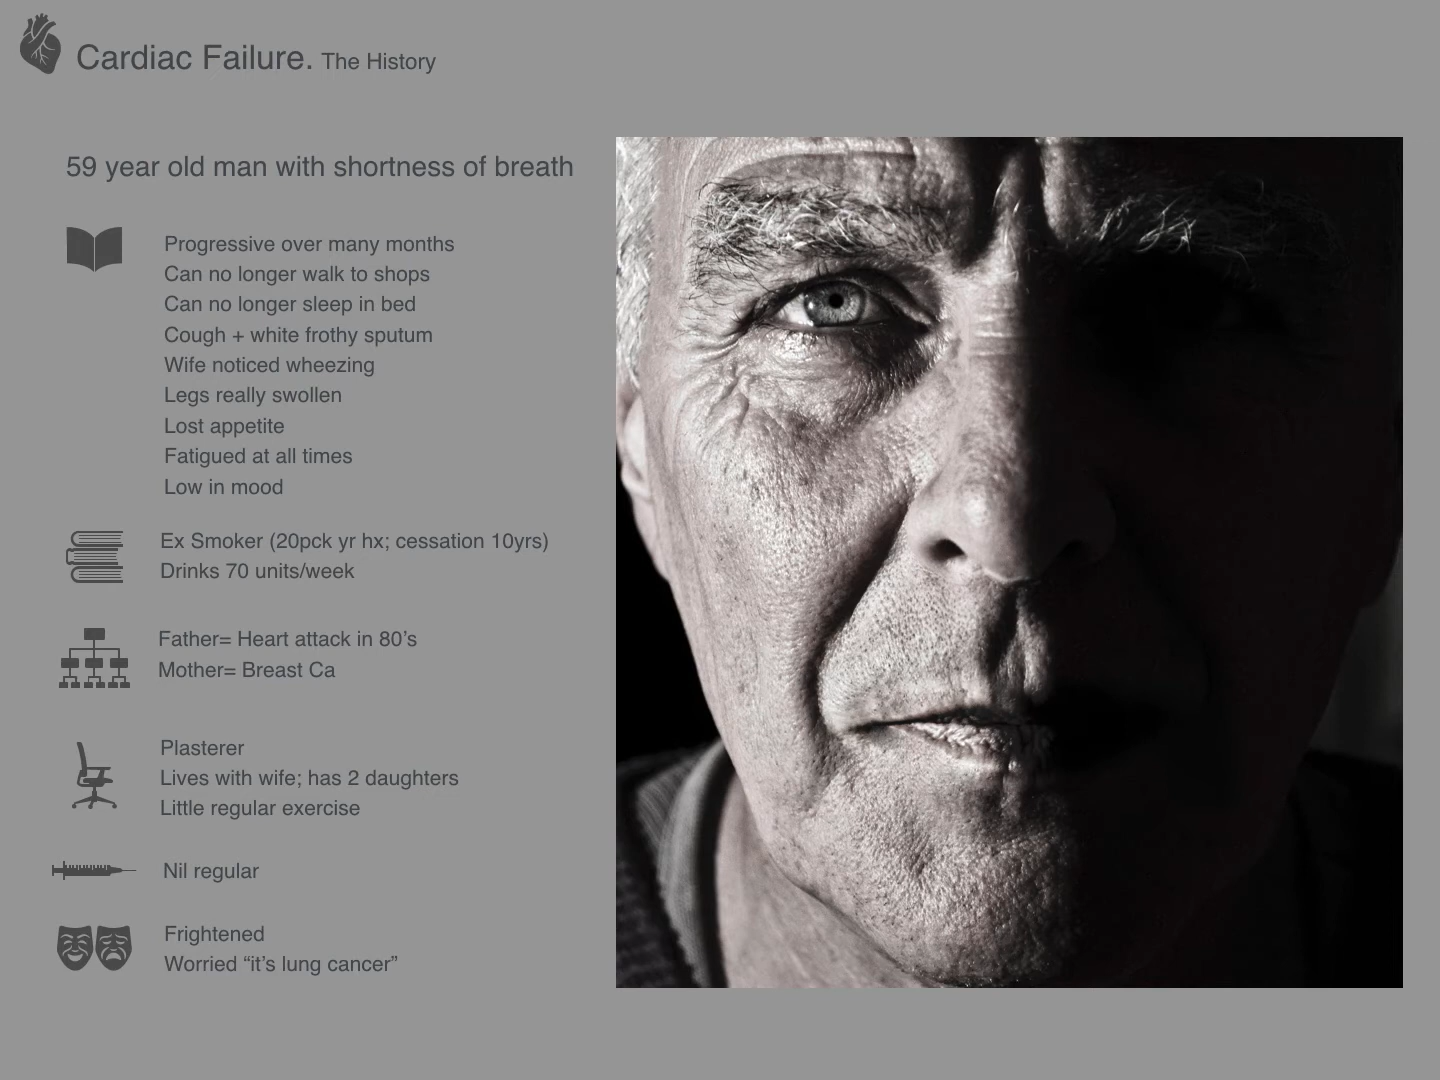 Cardiac Failure. The History
59 year old man with shortness of breath
Progressive over many months
Can no longer walk to shops
Can no longer sleep in bed
Cough + white frothy sputum
Wife noticed wheezing
Legs really swollen
Lost appetite
Fatigued at all times
Low in mood
Ex Smoker (20pck yr hx; cessation 10yrs)
Drinks 70 units/week
Father= Heart attack in 80’s
Mother= Breast Ca
Plasterer
Lives with wife; has 2 daughters
Little regular exercise
Nil regular
Frightened
Worried “it’s lung cancer”